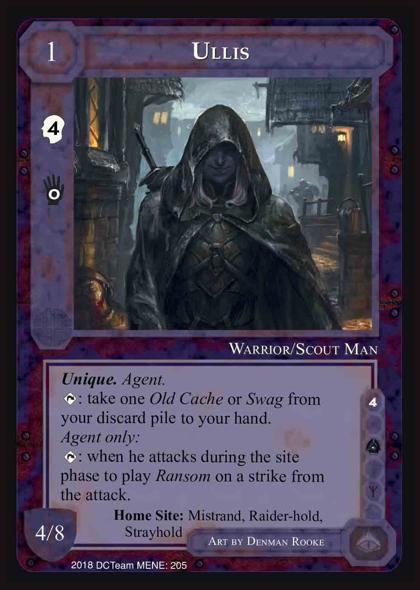 1
ULLIS
4
0
WARRIOR/SCOUT MAN
Unique. Agent.
: take one Old Cache or Swag from
your discard pile to your hand.
Agent only:
: when he attacks during the site
phase to play Ransom on a strike from
the attack.
4
Home Site: Mistrand, Raider-hold,
Strayhold
4/8
ART BY DENMAN ROOKE
2018 DCTeam MENE: 205